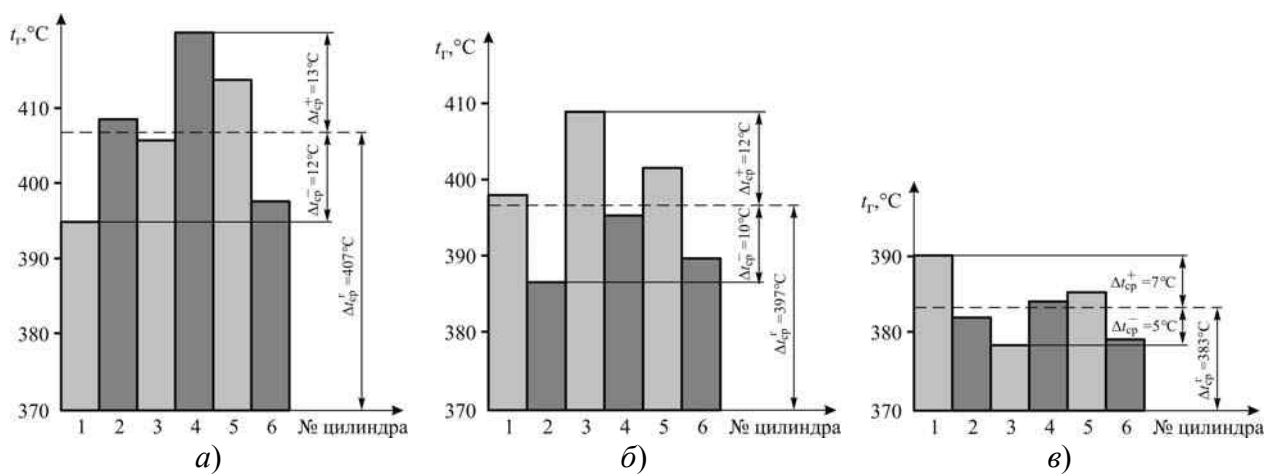 t_г,°C
410
400
390
380
370
Δt⁺_ср=13°C
Δt⁻_ср=12°C
Δt^г_ср=407°C
1 2 3 4 5 6 № цилиндра
а)
t_г,°C
410
400
390
380
370
Δt⁺_ср=12°C
Δt⁻_ср=10°C
Δt^г_ср=397°C
1 2 3 4 5 6 № цилиндра
б)
t_г,°C
390
380
370
Δt⁺_ср=7°C
Δt⁻_ср=5°C
Δt^г_ср=383°C
1 2 3 4 5 6 № цилиндра
в)